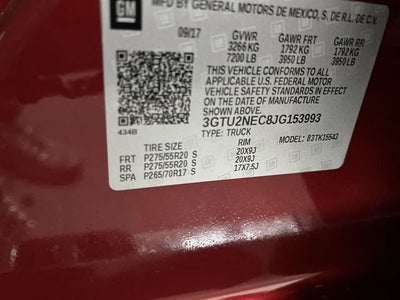 GM
MFD BY GENERAL MOTORS DE MEXICO, S. DE R.L. DE C.V.
09/17 GVWR GAWR FRT GAWR RR
3266 KG 1792 KG 1792 KG
7200 LB 3950 LB 3950 LB
THIS VEHICLE CONFORMS TO ALL
APPLICABLE U.S. FEDERAL MOTOR
VEHICLE SAFETY STANDARDS IN EFFECT
ON THE DATE OF MANUFACTURE
SHOWN ABOVE.
434B
3GTU2NEC8JG153993
TYPE: TRUCK MODEL: 83TK15543
TIRE SIZE RIM
FRT P275/55R20 S 20X9J
RR P275/55R20 S 20X9J
SPA P265/70R17 S 17X7.5J